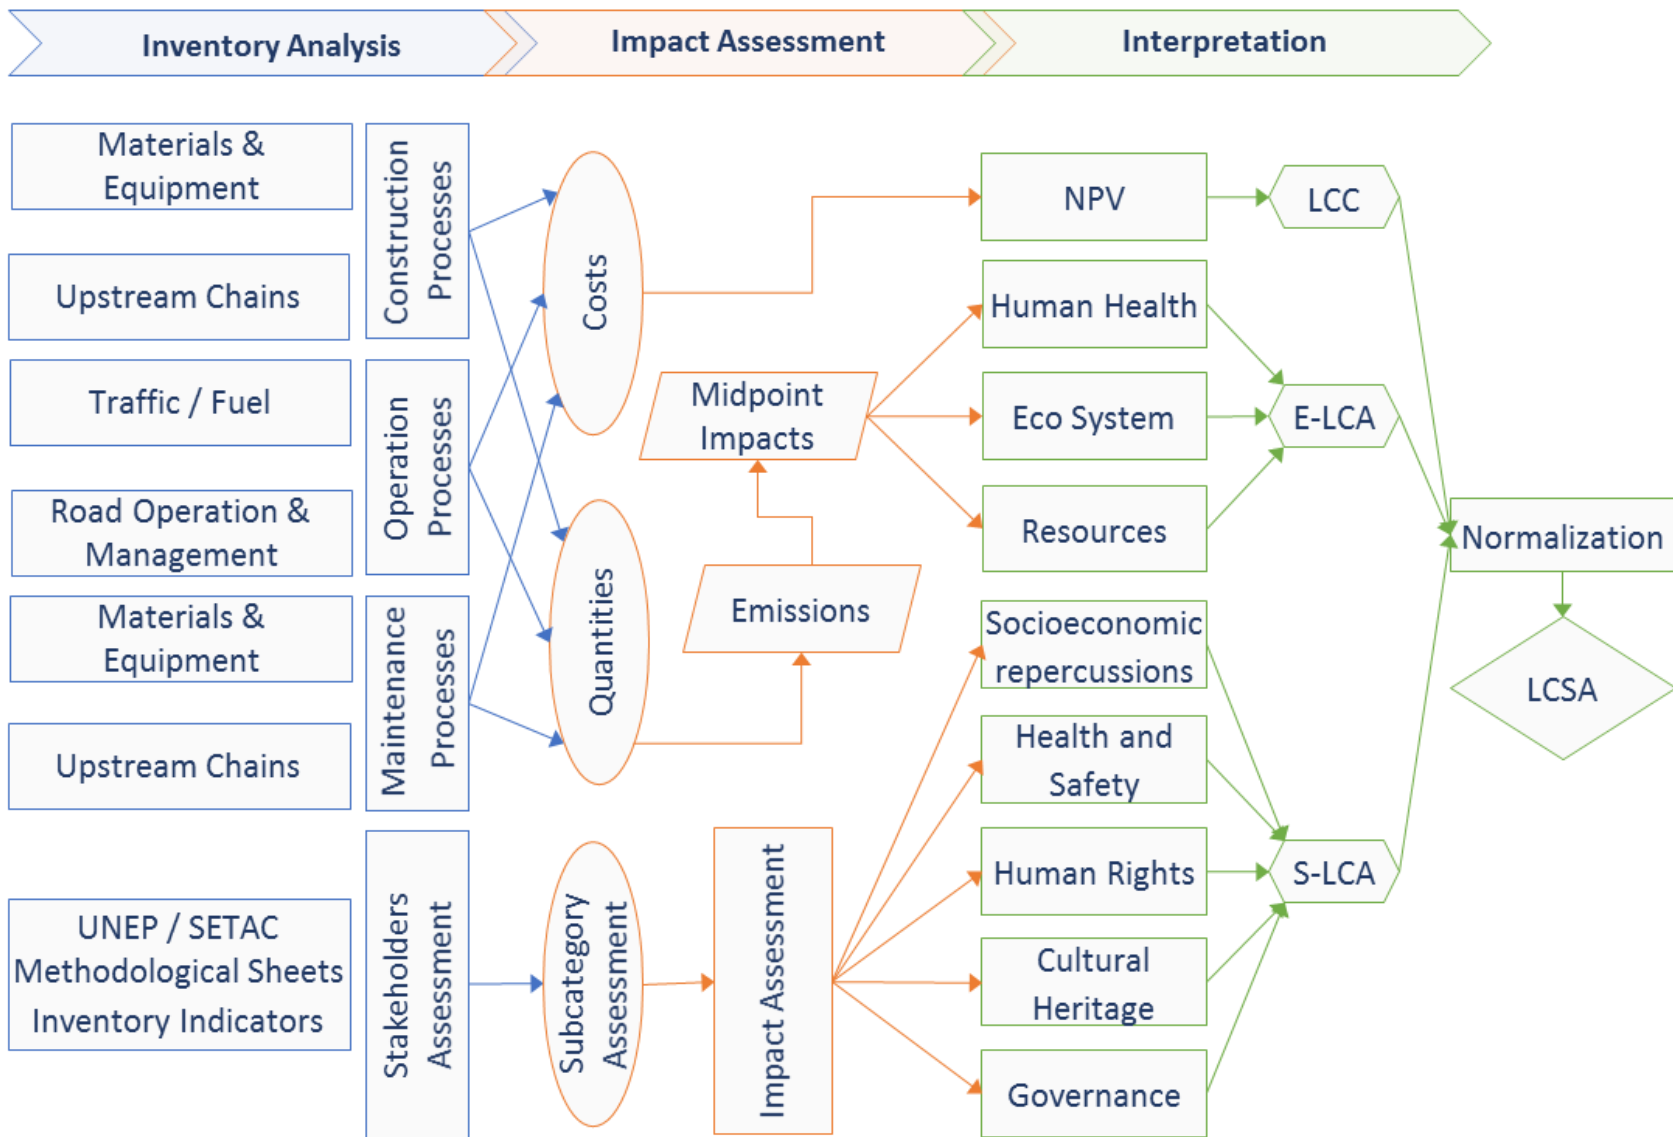 Inventory Analysis
Impact Assessment
Interpretation
Materials &
Equipment
Upstream Chains
Traffic / Fuel
Road Operation &
Management
Materials &
Equipment
Upstream Chains
UNEP / SETAC
Methodological Sheets
Inventory Indicators
Construction
Processes
Operation
Processes
Maintenance
Processes
Stakeholders
Assessment
Costs
Quantities
Subcategory
Assessment
Midpoint
Impacts
Emissions
Impact Assessment
NPV
Human Health
Eco System
Resources
Socioeconomic
repercussions
Health and
Safety
Human Rights
Cultural
Heritage
Governance
LCC
E-LCA
S-LCA
Normalization
LCSA